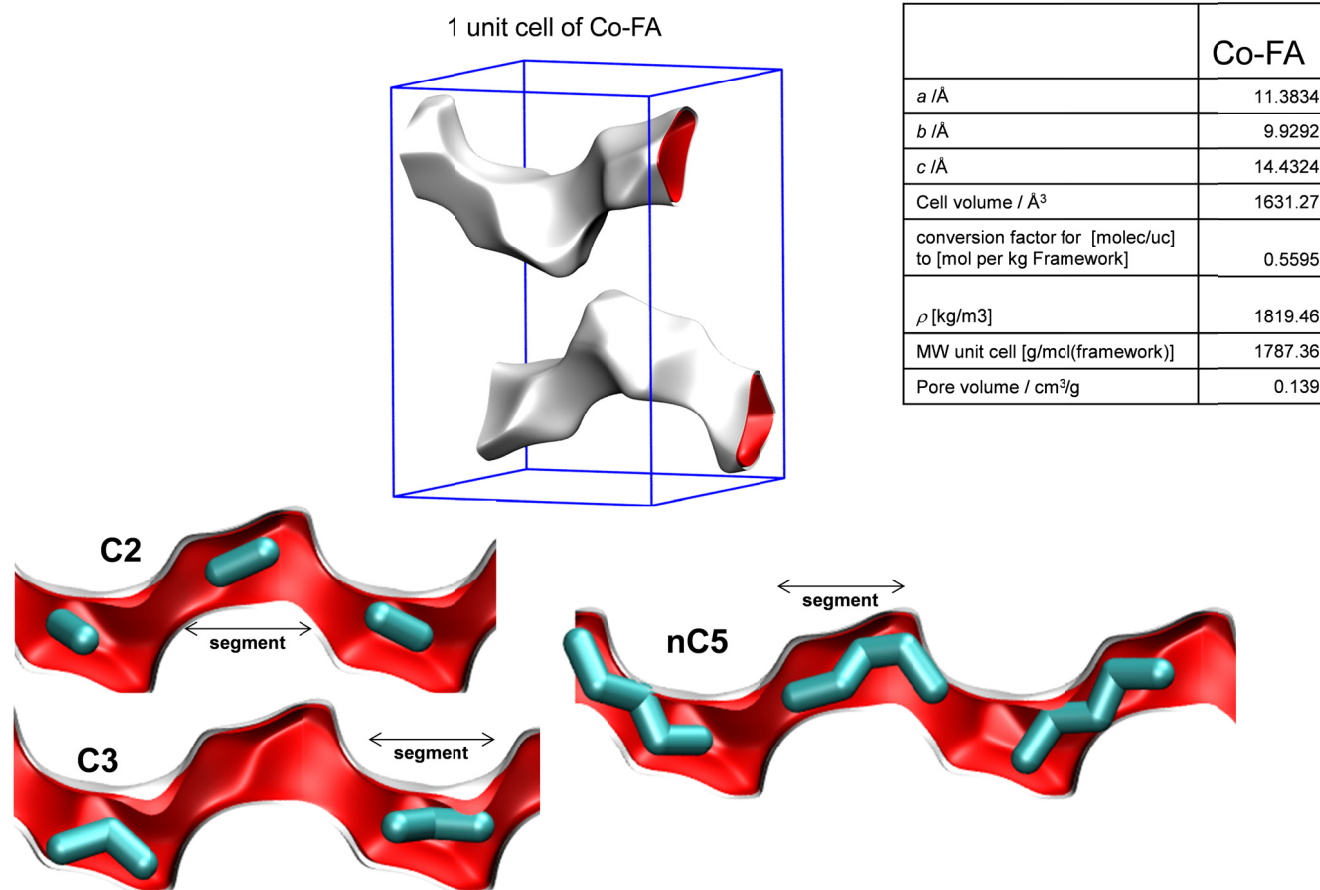 1 unit cell of Co-FA
Co-FA
a /Å 11.3834
b /Å 9.9292
c /Å 14.4324
Cell volume / Å³ 1631.27
conversion factor for [molec/uc]
to [mol per kg Framework] 0.5595
ρ [kg/m3] 1819.46
MW unit cell [g/mol(framework)] 1787.36
Pore volume / cm³/g 0.139
C2
segment
C3
segment
segment
nC5